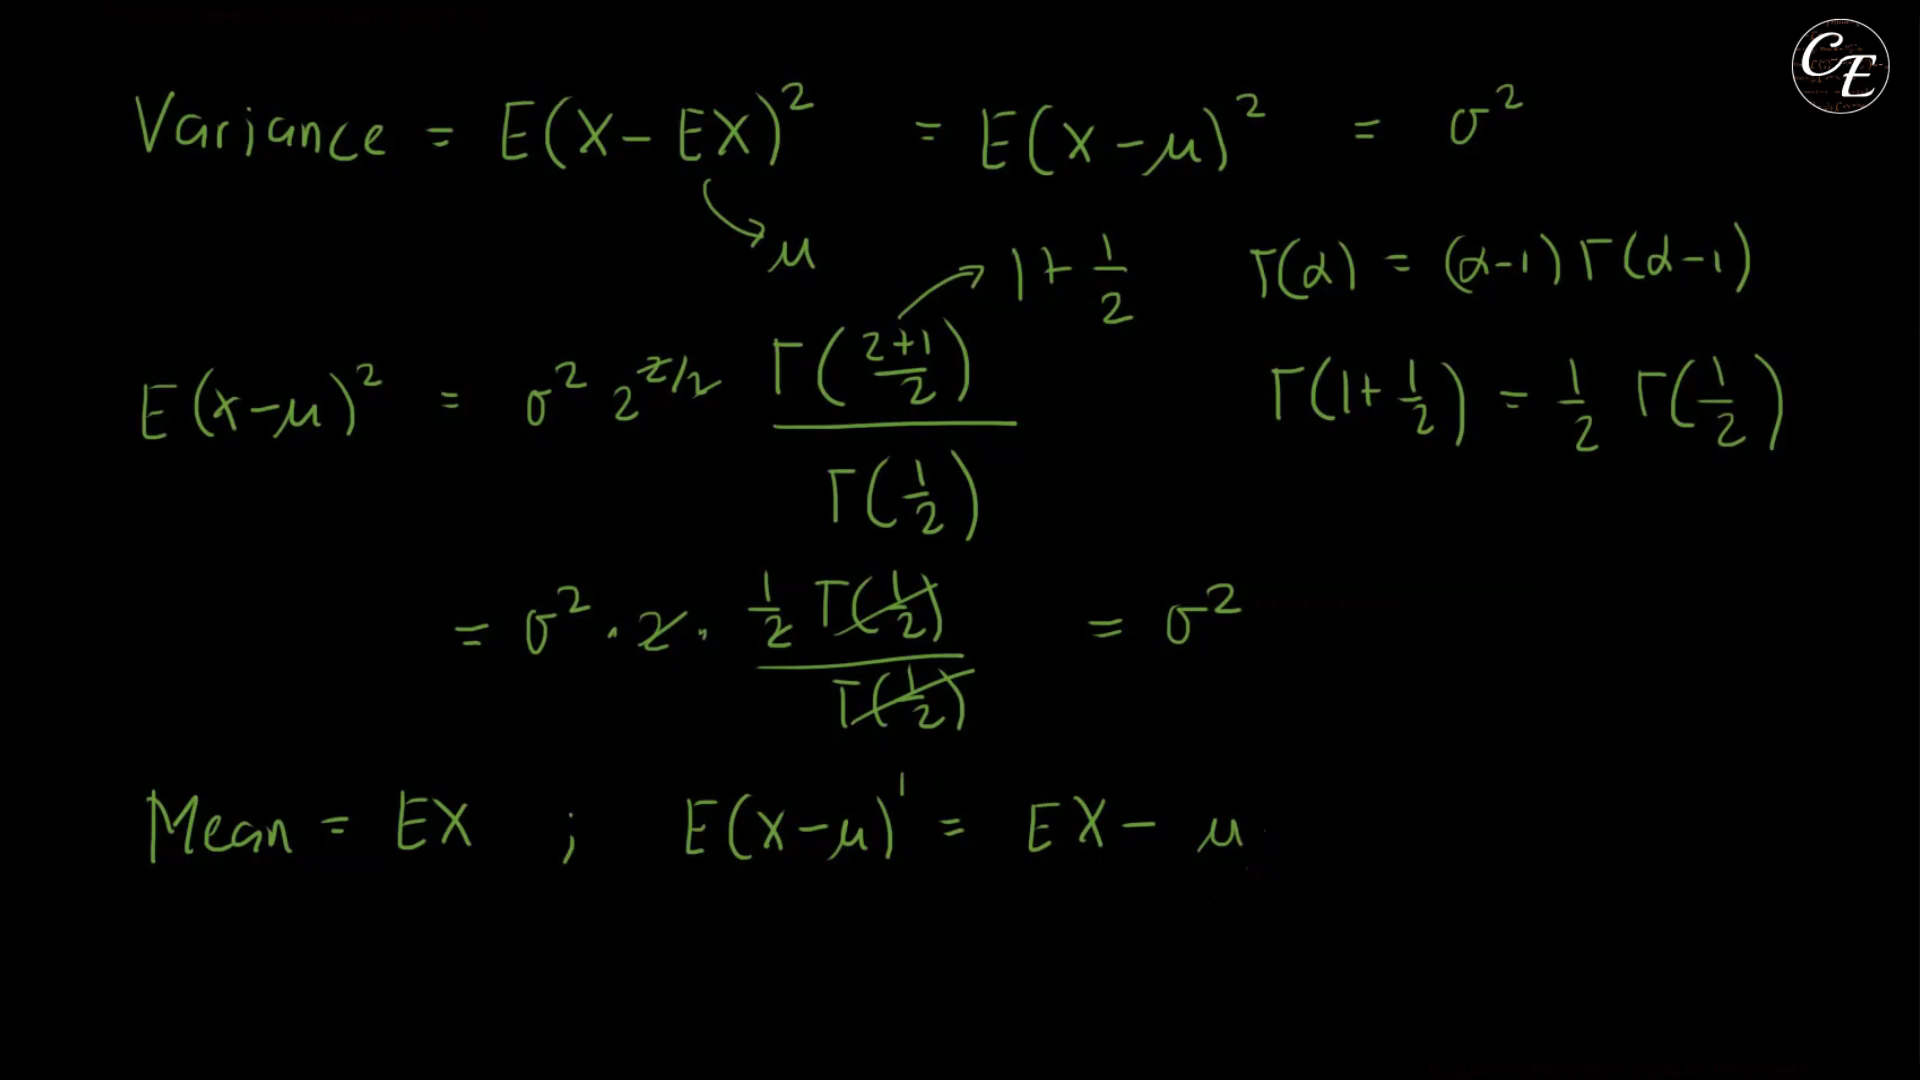 CE
Variance = E(X - EX)² = E(X - μ)² = σ²
μ
1 + 1/2
Γ(α) = (α-1) Γ(α-1)
E(X-μ)² = σ² 2^(2/2) Γ((2+1)/2) / Γ(1/2)
Γ(1 + 1/2) = 1/2 Γ(1/2)
= σ² · 2 · 1/2 Γ(1/2) / Γ(1/2) = σ²
Mean = EX ; E(X-μ)¹ = EX - μ